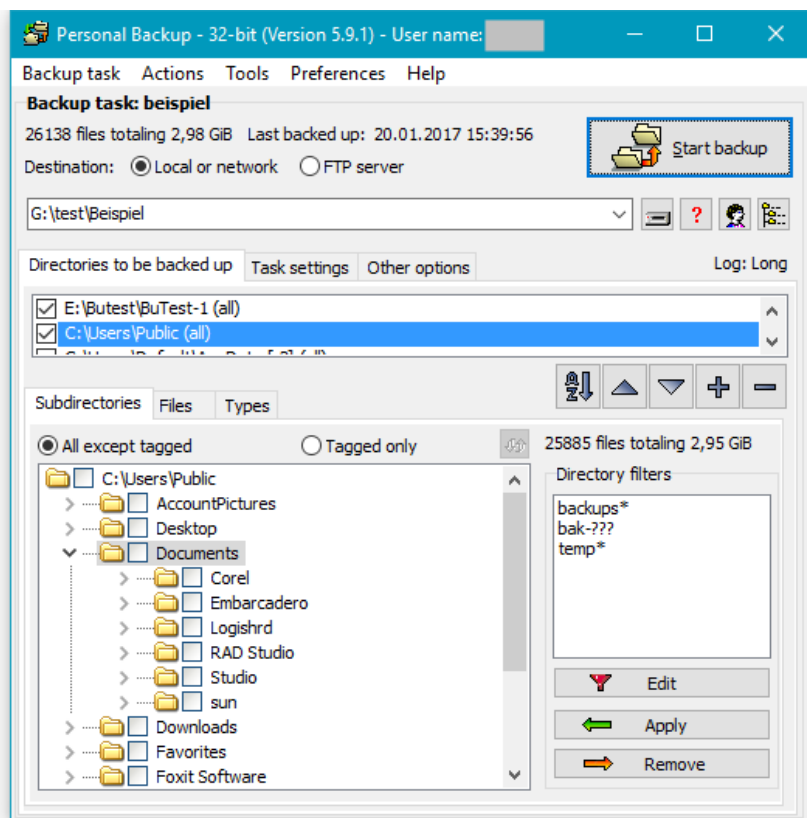 Personal Backup - 32-bit (Version 5.9.1) - User name:
Backup task Actions Tools Preferences Help
Backup task: beispiel
26138 files totaling 2,98 GiB Last backed up: 20.01.2017 15:39:56
Start backup
Destination: Local or network FTP server
G:\test\Beispiel
?
Directories to be backed up Task settings Other options Log: Long
E:\Butest\BuTest-1 (all)
C:\Users\Public (all)
Subdirectories Files Types
All except tagged Tagged only 25885 files totaling 2,95 GiB
C:\Users\Public Directory filters
AccountPictures backups*
Desktop bak-???
Documents temp*
Corel
Embarcadero
Logishrd
RAD Studio
Studio Edit
sun
Downloads Apply
Favorites
Foxit Software Remove